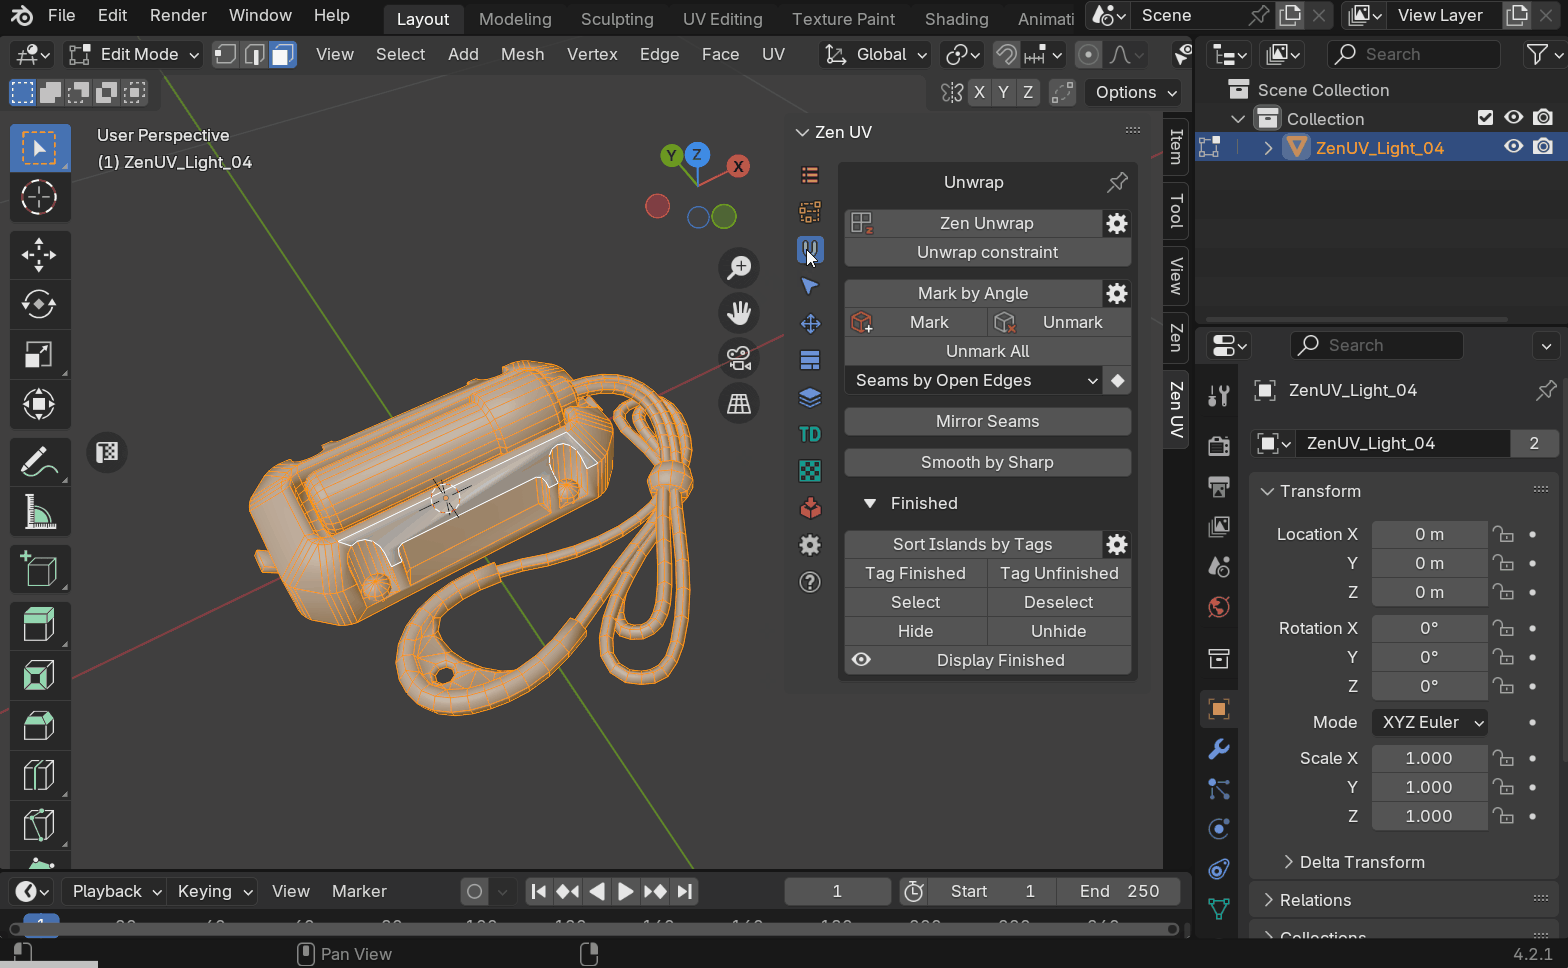 File Edit Render Window Help
Layout Modeling Sculpting UV Editing Texture Paint Shading Animati
Scene
View Layer
Edit Mode View Select Add Mesh Vertex Edge Face UV Global
X Y Z Options
User Perspective
(1) ZenUV_Light_04
Y Z X
Zen UV
Unwrap
Zen Unwrap
Unwrap constraint
Mark by Angle
Mark Unmark
Unmark All
Seams by Open Edges
Mirror Seams
Smooth by Sharp
Finished
Sort Islands by Tags
Tag Finished Tag Unfinished
Select Deselect
Hide Unhide
Display Finished
TD
Item
Tool
View
Zen
Zen UV
Search
Scene Collection
Collection
ZenUV_Light_04
Search
ZenUV_Light_04
ZenUV_Light_04 2
Transform
Location X 0 m
Y 0 m
Z 0 m
Rotation X 0°
Y 0°
Z 0°
Mode XYZ Euler
Scale X 1.000
Y 1.000
Z 1.000
Delta Transform
Relations
Collections
Playback Keying View Marker 1 Start 1 End 250
Pan View
4.2.1